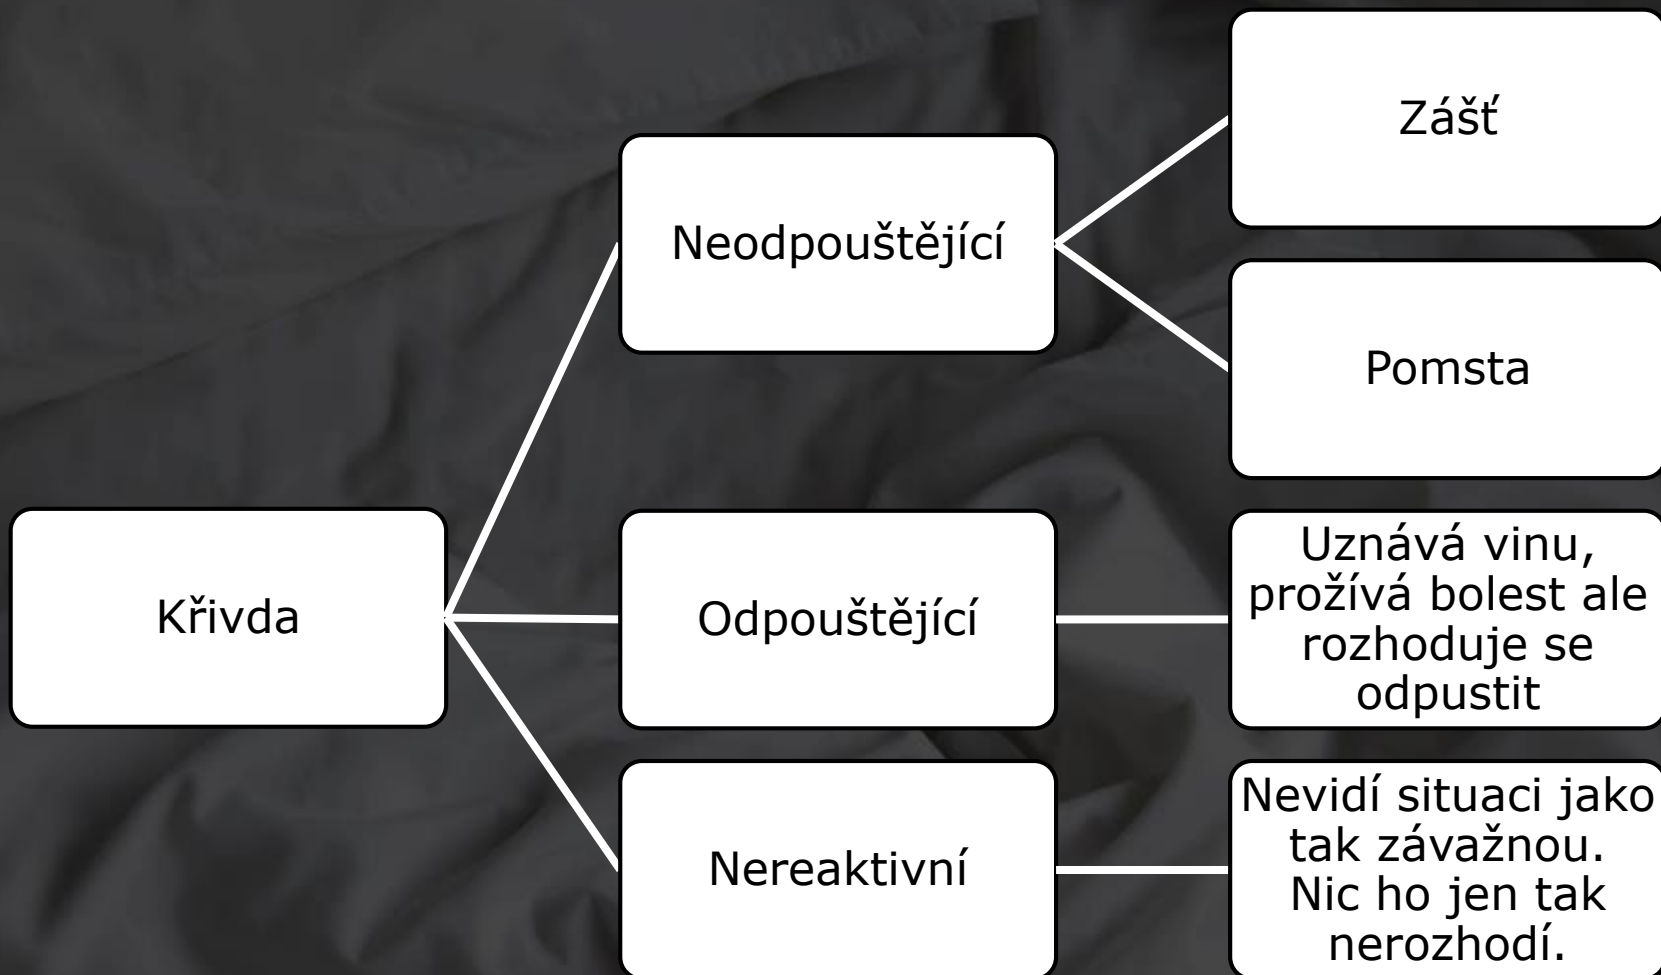 Křivda
Neodpouštějící
Zášť
Pomsta
Odpouštějící
Uznává vinu,
prožívá bolest ale
rozhoduje se
odpustit
Nereaktivní
Nevidí situaci jako
tak závažnou.
Nic ho jen tak
nerozhodí.